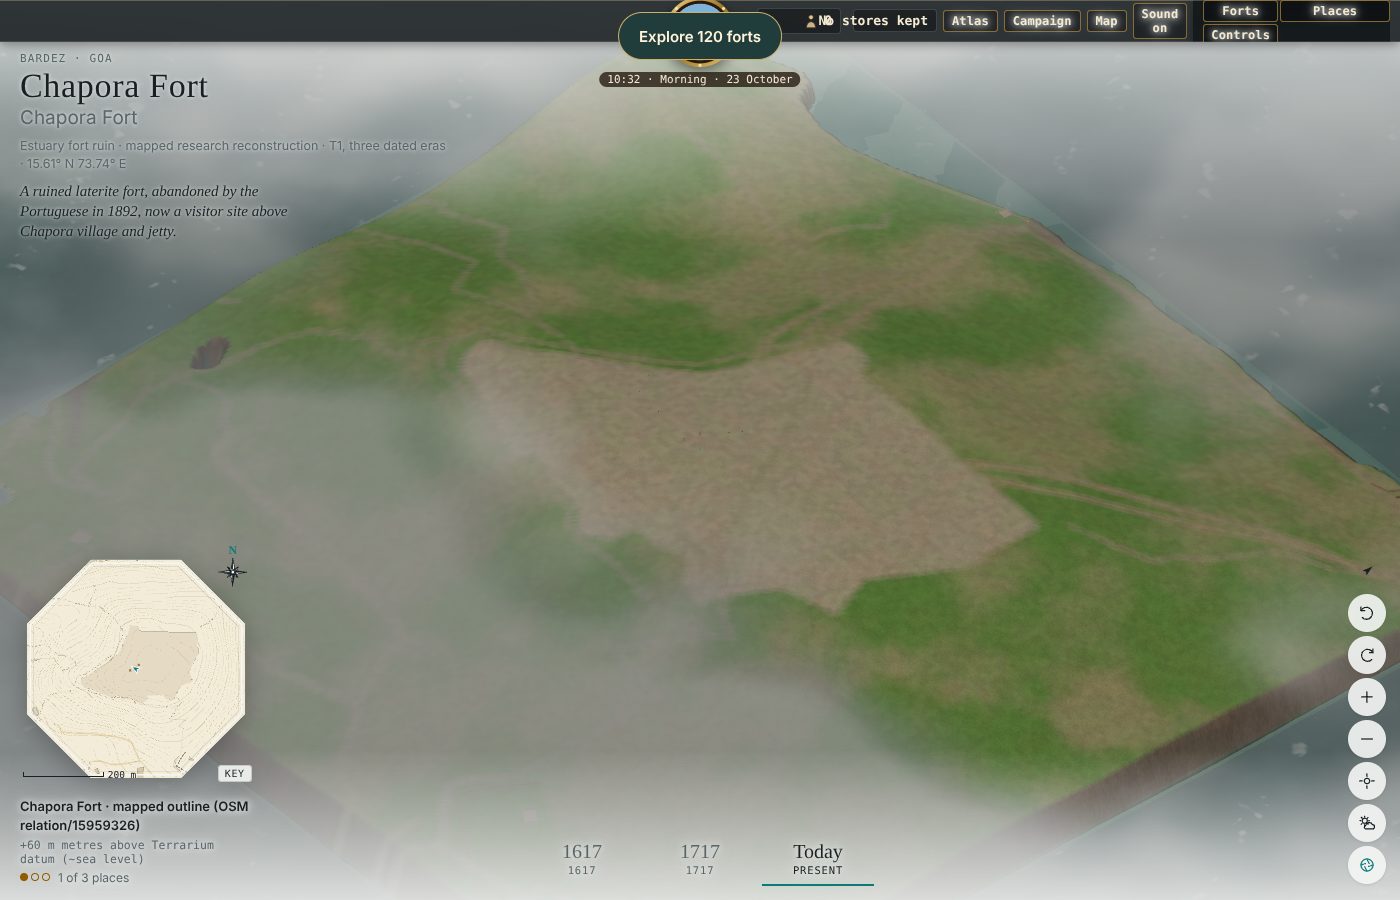 Explore 120 forts
No stores kept
Atlas
Campaign
Map
Sound on
Forts
Places
Controls
10:32 · Morning · 23 October
BARDEZ · GOA
Chapora Fort
Chapora Fort
Estuary fort ruin · mapped research reconstruction · T1, three dated eras
· 15.61° N 73.74° E
A ruined laterite fort, abandoned by the
Portuguese in 1892, now a visitor site above
Chapora village and jetty.
N
200 m
KEY
Chapora Fort · mapped outline (OSM
relation/15959326)
+60 m metres above Terrarium
datum (~sea level)
1 of 3 places
1617
1617
1717
1717
Today
PRESENT